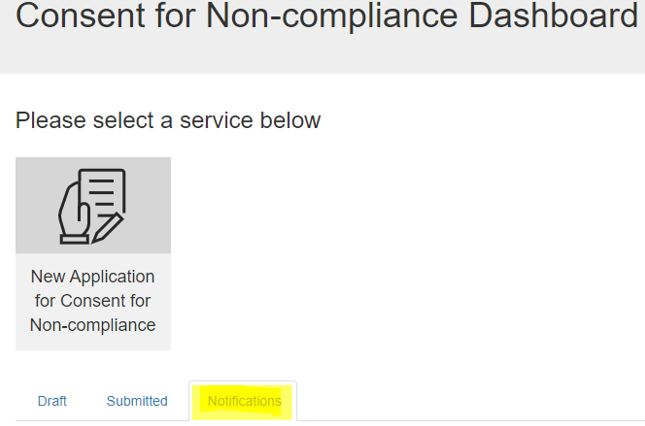 Consent for Non-compliance Dashboard
Please select a service below
New Application
for Consent for
Non-compliance
Draft Submitted Notifications